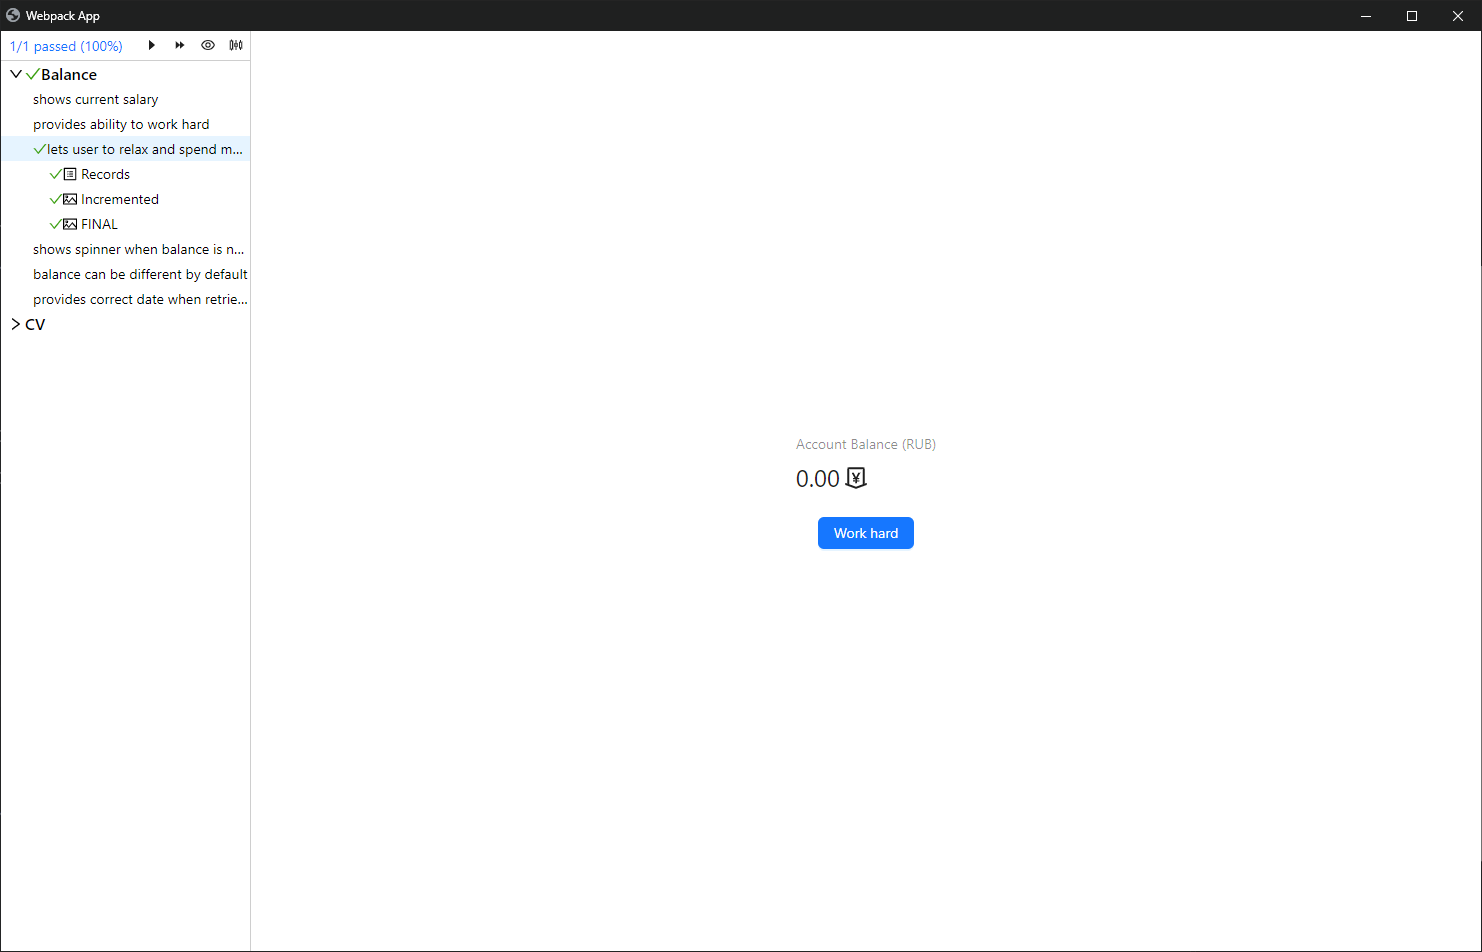 Webpack App
1/1 passed (100%)
Balance
shows current salary
provides ability to work hard
lets user to relax and spend m...
Records
Incremented
FINAL
shows spinner when balance is n...
balance can be different by default
provides correct date when retrie...
CV
Account Balance (RUB)
0.00
Work hard